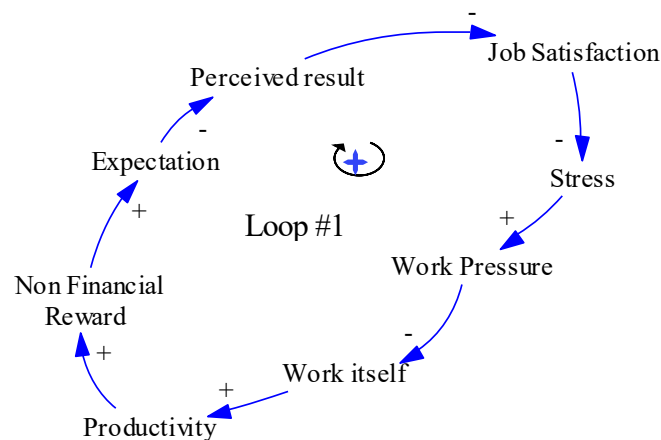 -
Job Satisfaction
Perceived result
-
-
Expectation
Stress
+
+
Loop #1
Work Pressure
Non Financial
Reward
-
+
Work itself
+
Productivity